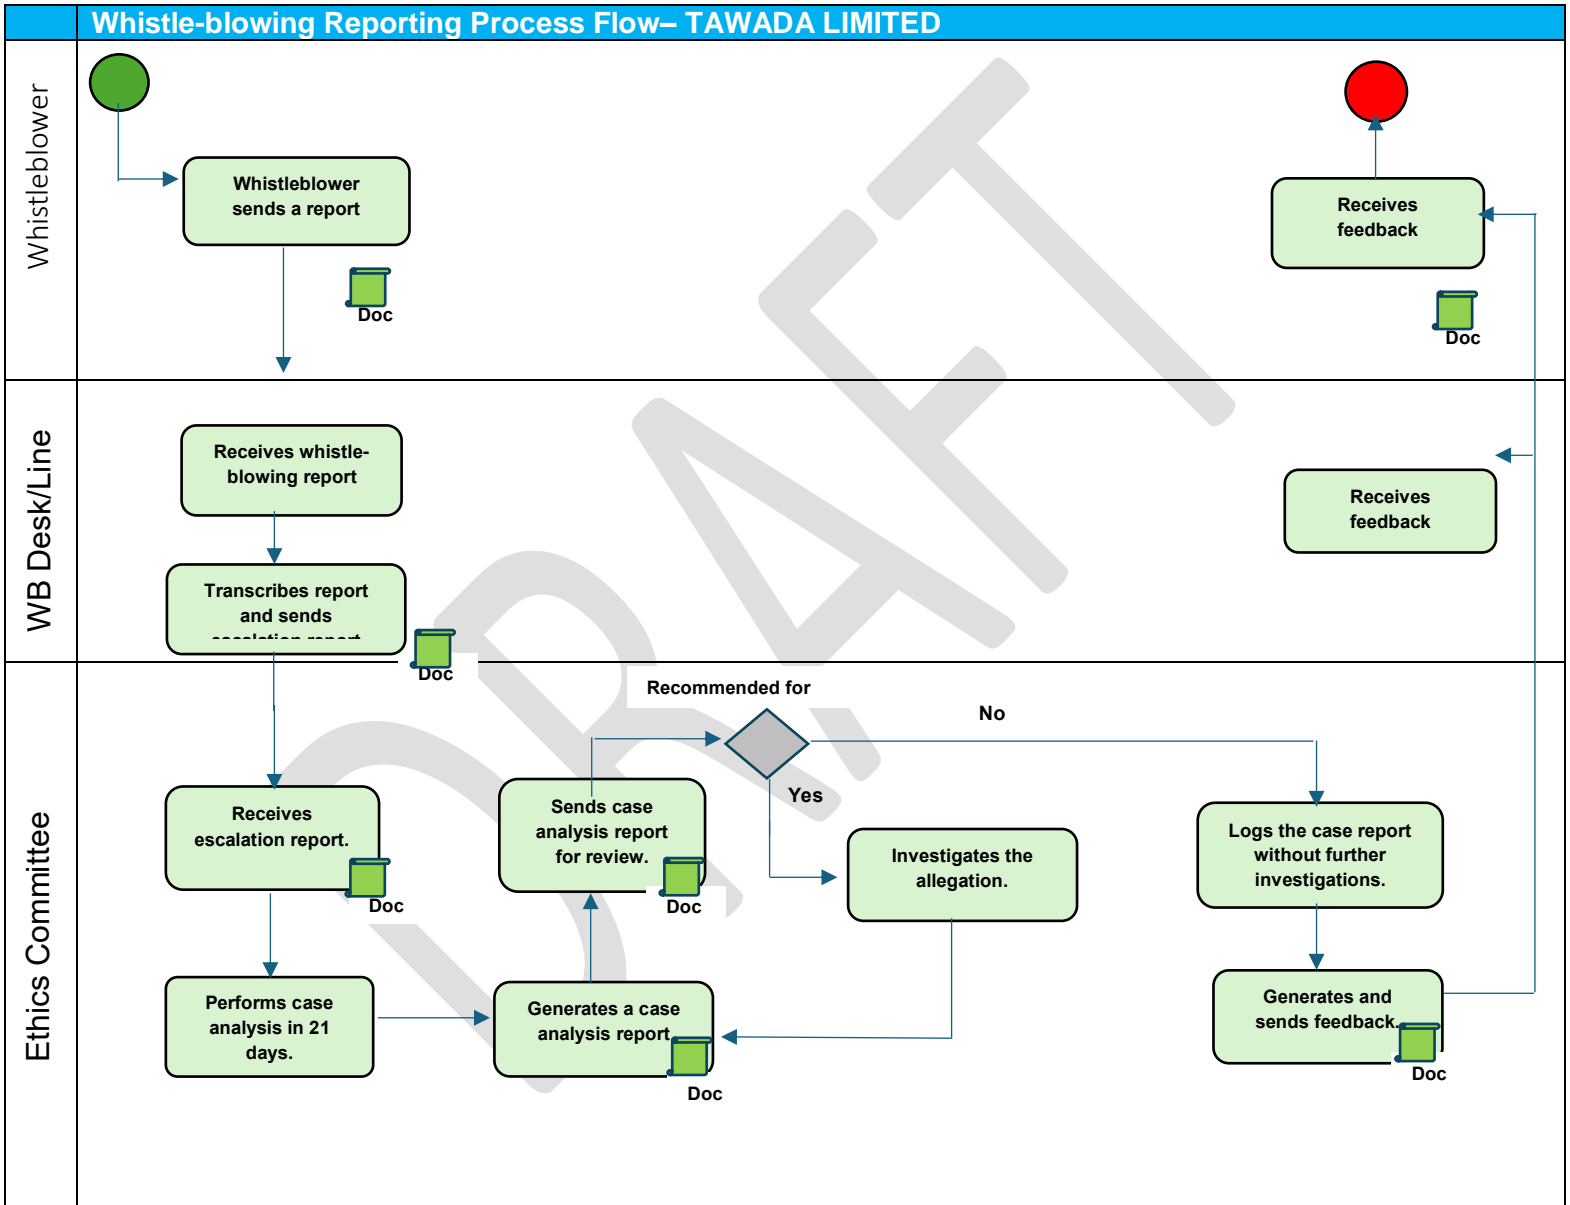 Whistle-blowing Reporting Process Flow– TAWADA LIMITED
Whistleblower
Whistleblower
sends a report
Doc
Receives
feedback
Doc
WB Desk/Line
Receives whistle-
blowing report
Transcribes report
and sends
escalation report
Doc
Receives
feedback
Ethics Committee
Recommended for
No
Yes
Receives
escalation report.
Doc
Sends case
analysis report
for review.
Doc
Investigates the
allegation.
Logs the case report
without further
investigations.
Performs case
analysis in 21
days.
Generates a case
analysis report
Doc
Generates and
sends feedback.
Doc
DRAFT